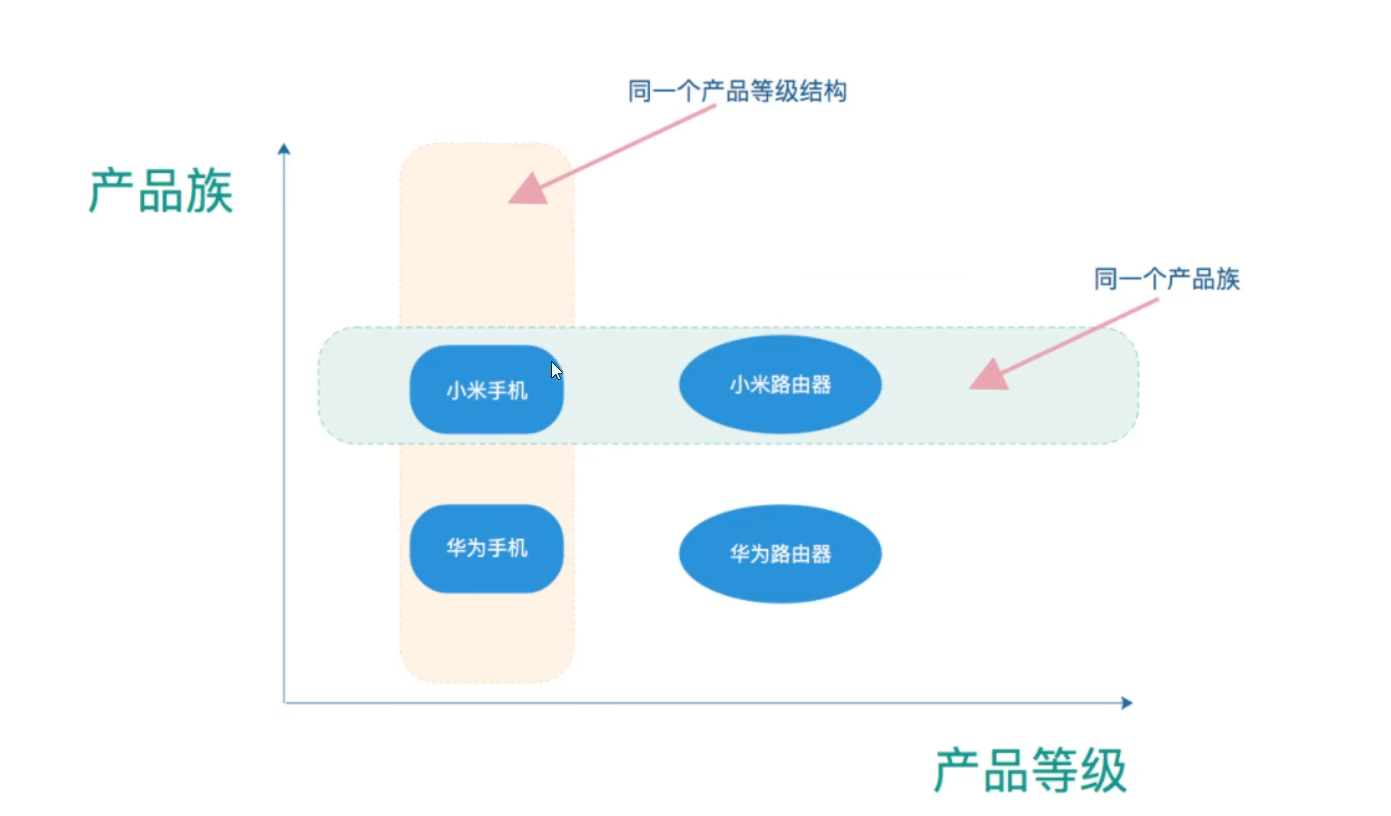 同一个产品等级结构
产品族
同一个产品族
小米手机
小米路由器
华为手机
华为路由器
产品等级